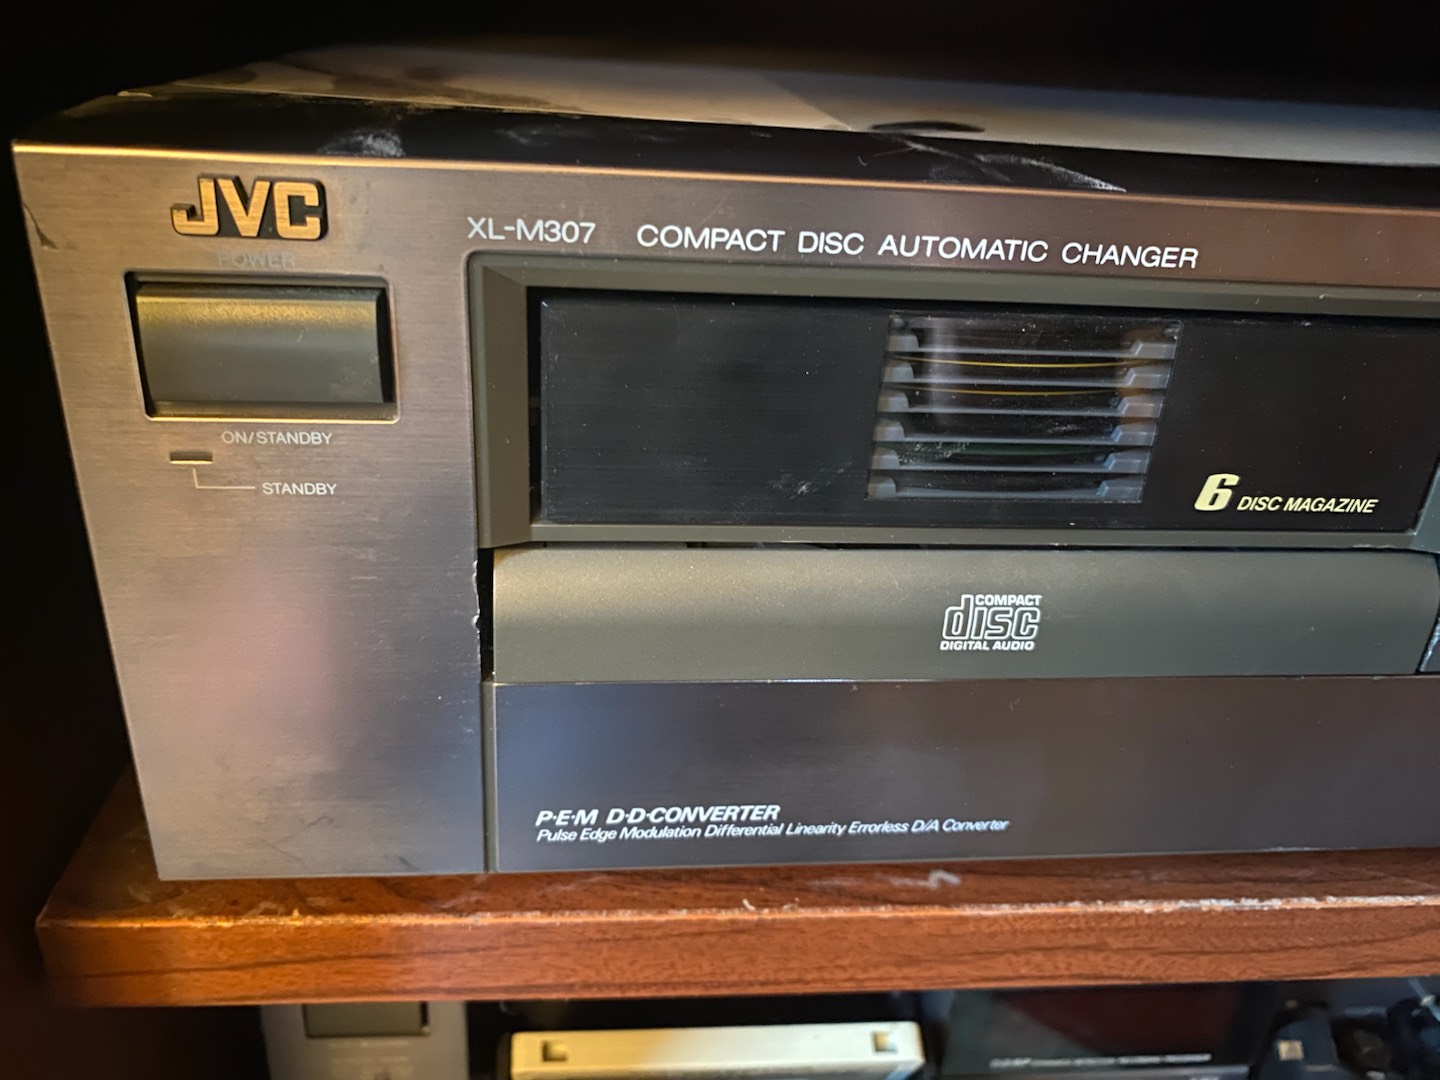 JVC
POWER
XL-M307 COMPACT DISC AUTOMATIC CHANGER
ON/STANDBY
STANDBY
6 DISC MAGAZINE
COMPACT
disc
DIGITAL AUDIO
P·E·M D·D·CONVERTER
Pulse Edge Modulation Differential Linearity Errorless D/A Converter